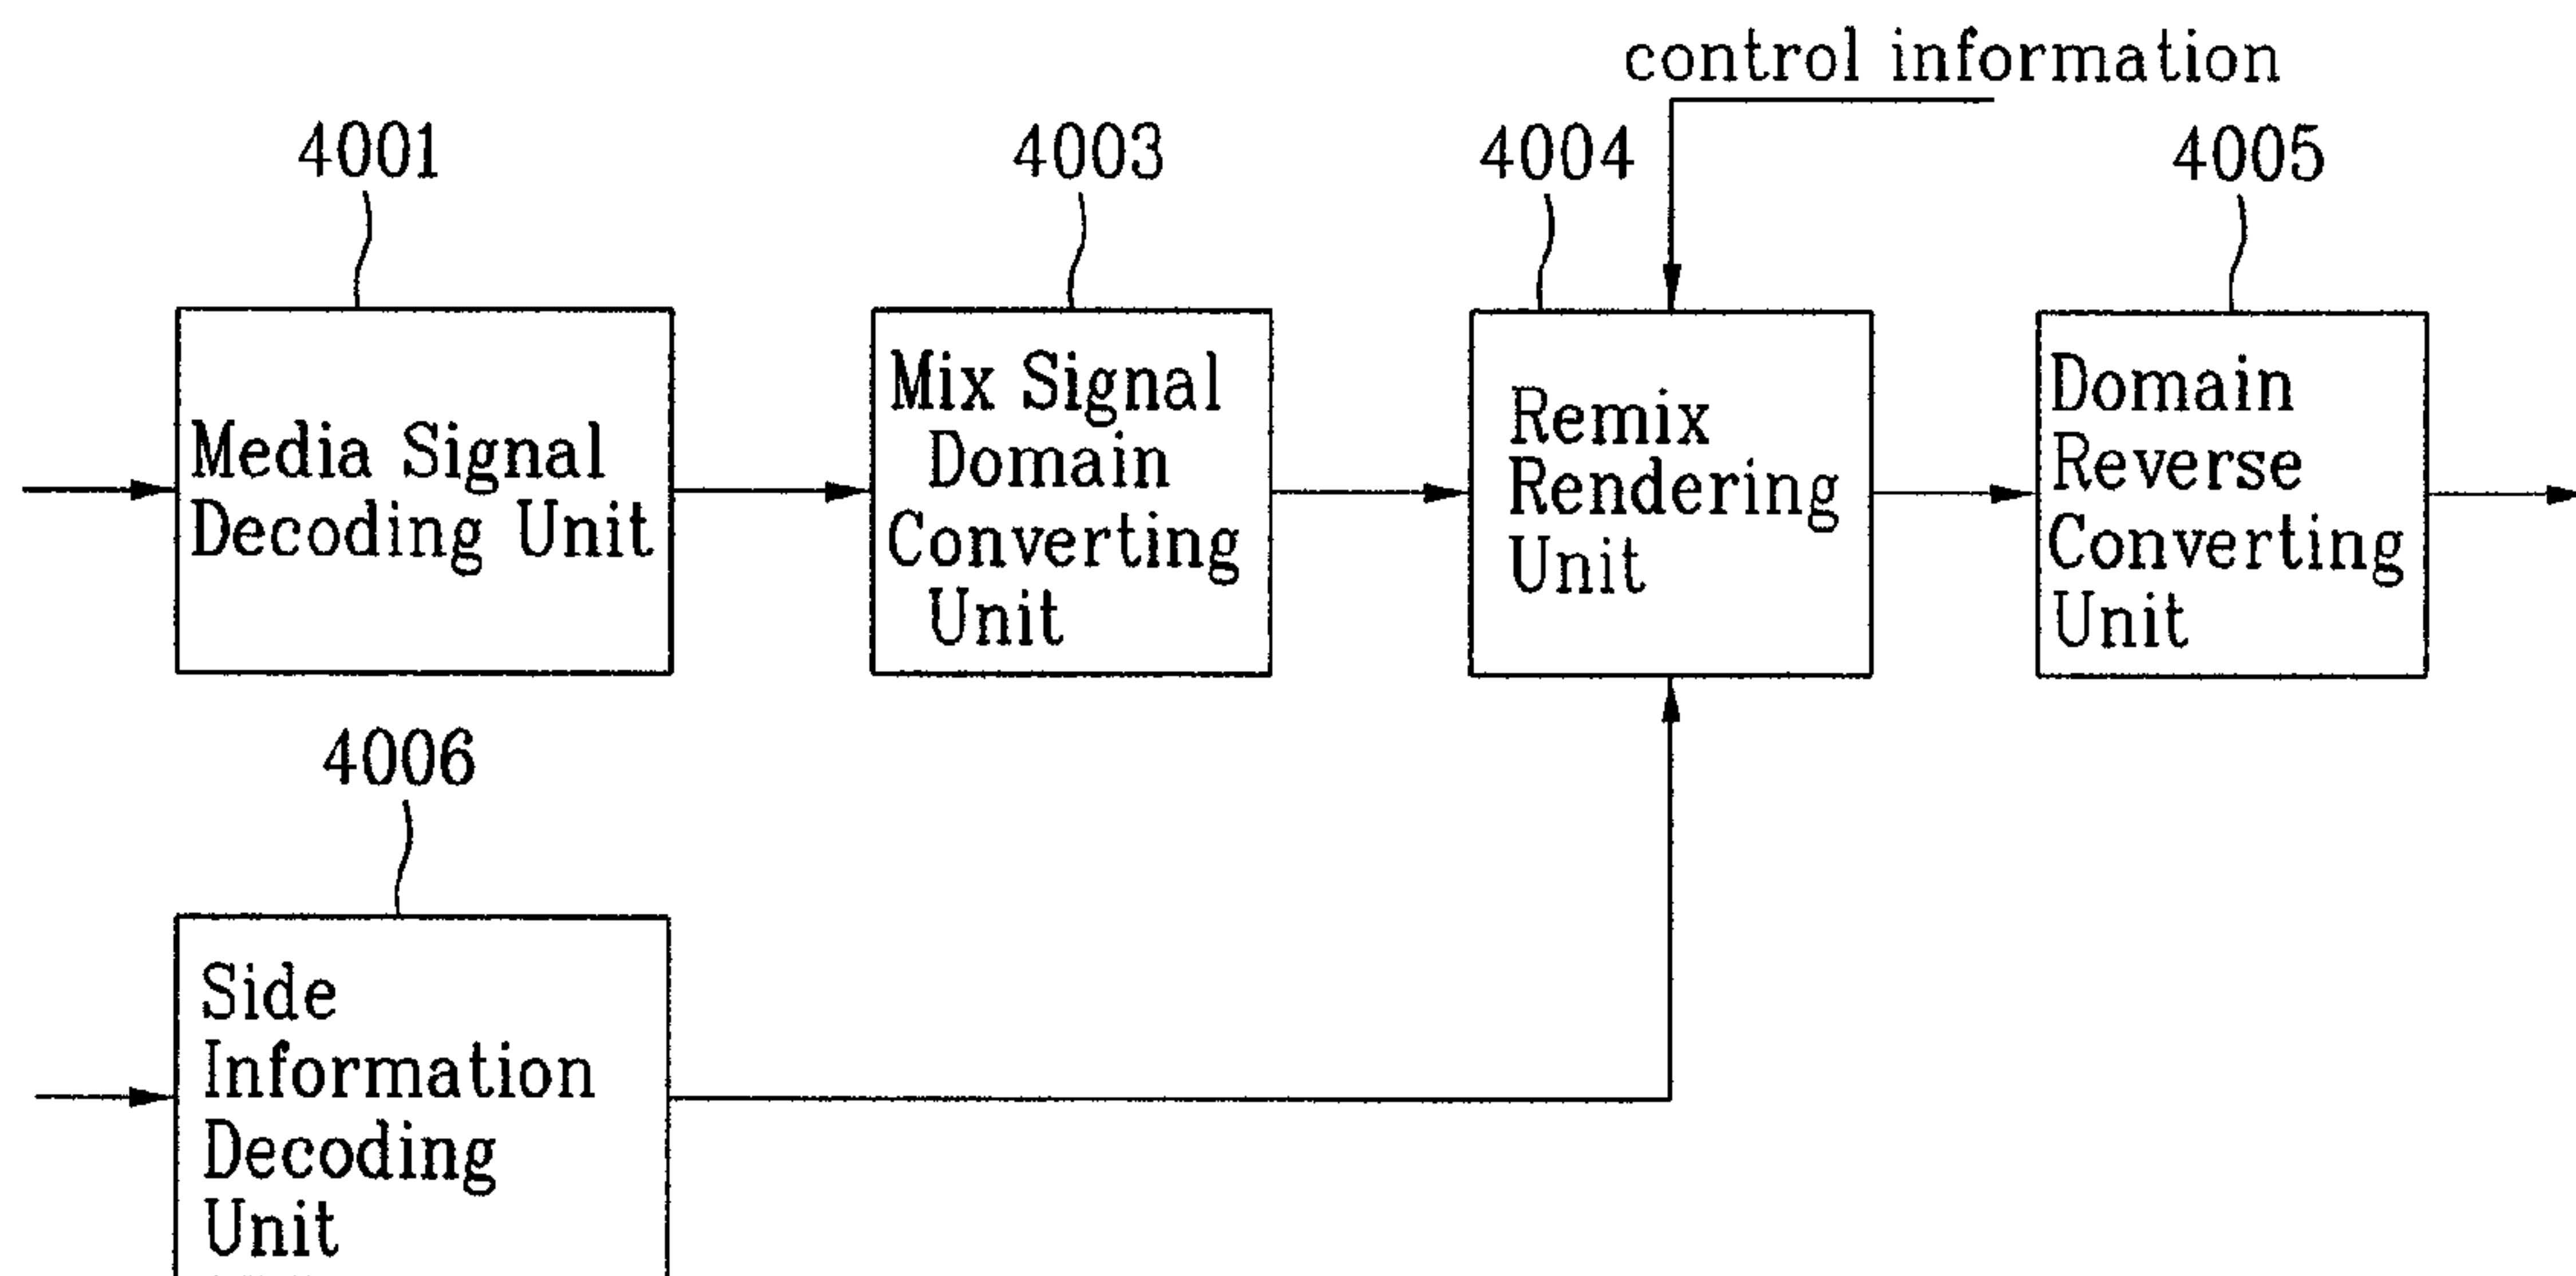 control information
4001
4003
4004
4005
Media Signal
Decoding Unit
Mix Signal
Domain
Converting
Unit
Remix
Rendering
Unit
Domain
Reverse
Converting
Unit
4006
Side
Information
Decoding
Unit